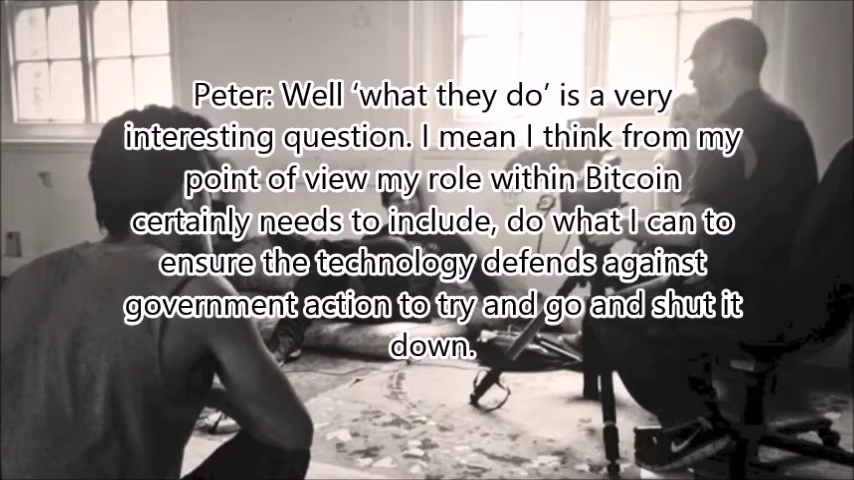 Peter: Well ‘what they do’ is a very
interesting question. I mean I think from my
point of view my role within Bitcoin
certainly needs to include, do what I can to
ensure the technology defends against
government action to try and go and shut it
down.